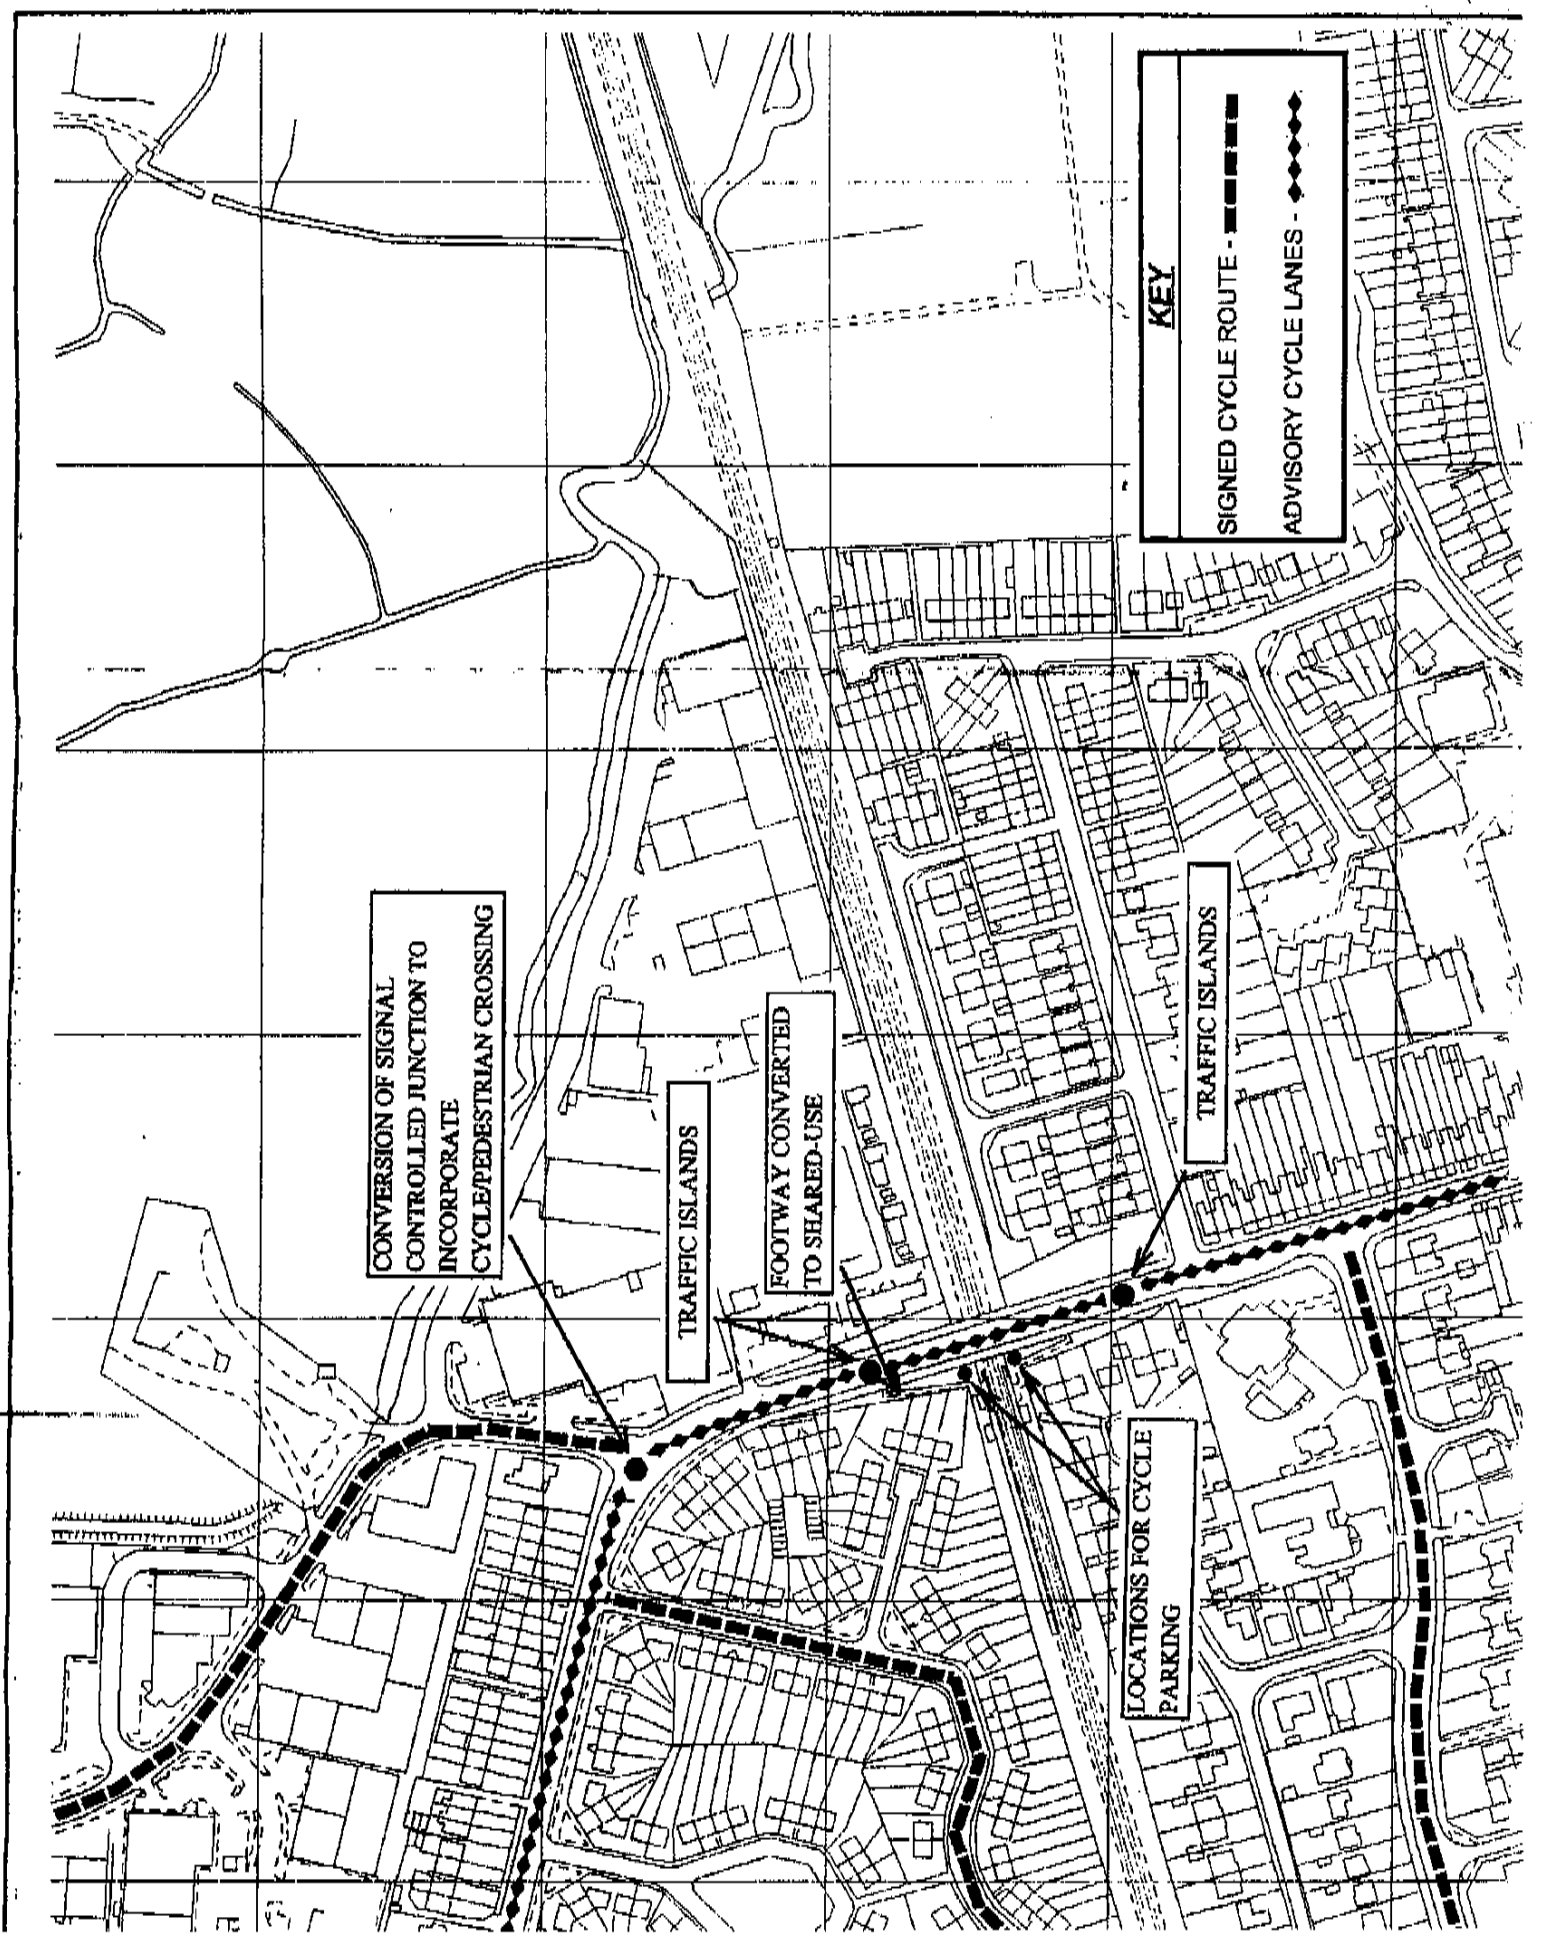 CONVERSION OF SIGNAL
CONTROLLED JUNCTION TO
INCORPORATE
CYCLE/PEDESTRIAN CROSSING
TRAFFIC ISLANDS
FOOTWAY CONVERTED
TO SHARED-USE
LOCATIONS FOR CYCLE
PARKING
TRAFFIC ISLANDS
KEY
SIGNED CYCLE ROUTE -
ADVISORY CYCLE LANES -